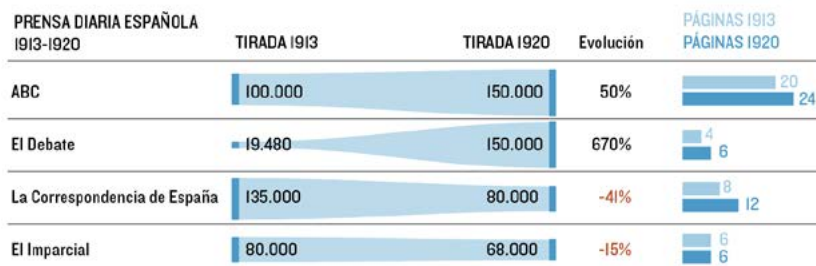 PRENSA DIARIA ESPAÑOLA
1913-1920
TIRADA 1913
TIRADA 1920
Evolución
PÁGINAS 1913
PÁGINAS 1920
ABC
100.000
150.000
50%
20
24
El Debate
19.480
150.000
670%
4
6
La Correspondencia de España
135.000
80.000
-41%
8
12
El Imparcial
80.000
68.000
-15%
6
6